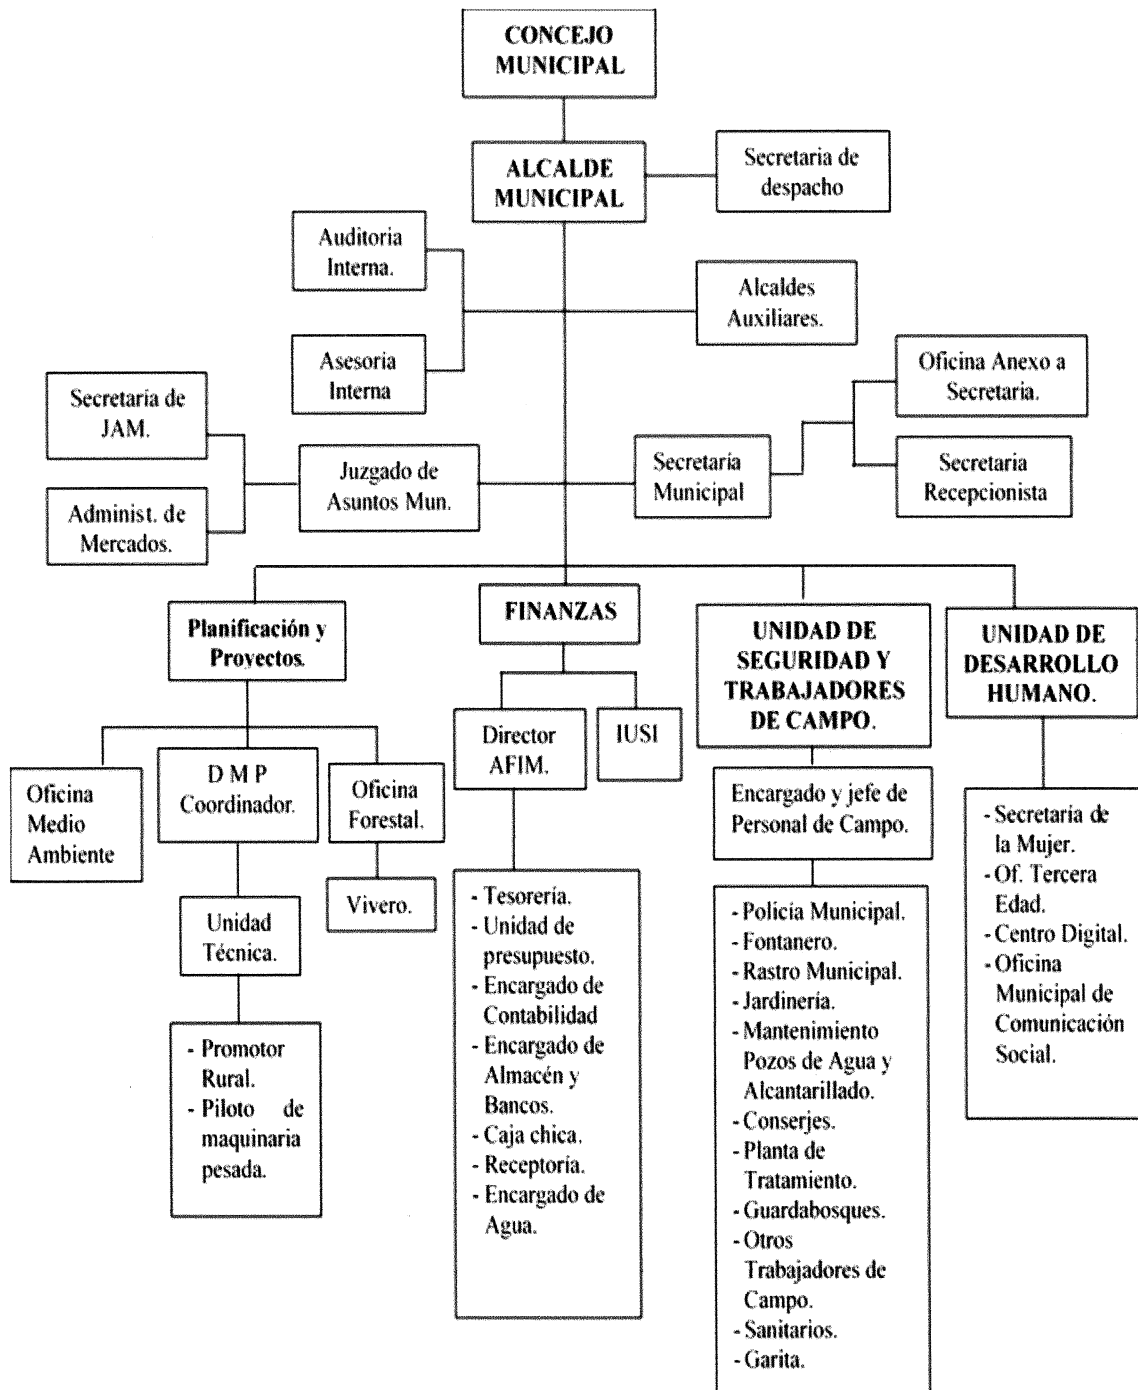 CONCEJO
MUNICIPAL
ALCALDE
MUNICIPAL
Secretaria de
despacho
Auditoria
Interna.
Alcaldes
Auxiliares.
Asesoria
Interna
Oficina Anexo a
Secretaria.
Secretaria de
JAM.
Juzgado de
Asuntos Mun.
Secretaría
Municipal
Secretaria
Recepcionista
Administ. de
Mercados.
Planificación y
Proyectos.
FINANZAS
UNIDAD DE
SEGURIDAD Y
TRABAJADORES
DE CAMPO.
UNIDAD DE
DESARROLLO
HUMANO.
Oficina
Medio
Ambiente
D M P
Coordinador.
Oficina
Forestal.
Director
AFIM.
IUSI
Encargado y jefe de
Personal de Campo.
- Secretaría de
la Mujer.
- Of. Tercera
Edad.
- Centro Digital.
- Oficina
Municipal de
Comunicación
Social.
Unidad
Técnica.
Vivero.
- Promotor
Rural.
- Piloto de
maquinaria
pesada.
- Tesorería.
- Unidad de
presupuesto.
- Encargado de
Contabilidad
- Encargado de
Almacén y
Bancos.
- Caja chica.
- Receptoría.
- Encargado de
Agua.
- Policía Municipal.
- Fontanero.
- Rastro Municipal.
- Jardinería.
- Mantenimiento
Pozos de Agua y
Alcantarillado.
- Conserjes.
- Planta de
Tratamiento.
- Guardabosques.
- Otros
Trabajadores de
Campo.
- Sanitarios.
- Garita.